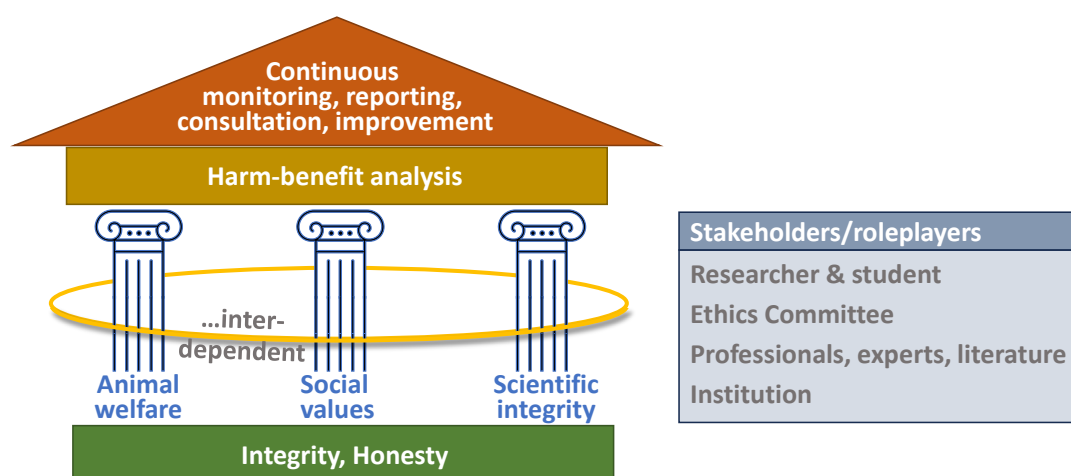 Continuous
monitoring, reporting,
consultation, improvement
Harm-benefit analysis
...inter-
dependent
Animal
welfare
Social
values
Scientific
integrity
Integrity, Honesty
Stakeholders/roleplayers
Researcher & student
Ethics Committee
Professionals, experts, literature
Institution